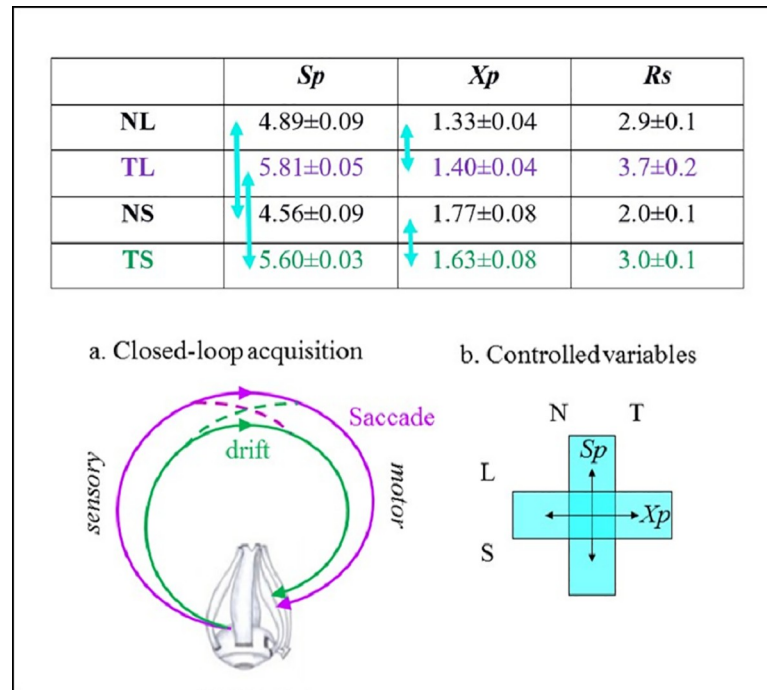 Sp Xp Rs
NL 4.89±0.09 1.33±0.04 2.9±0.1
TL 5.81±0.05 1.40±0.04 3.7±0.2
NS 4.56±0.09 1.77±0.08 2.0±0.1
TS 5.60±0.03 1.63±0.08 3.0±0.1
a. Closed-loop acquisition
Saccade
drift
sensory
motor
b. Controlled variables
N T
Sp
L
Xp
S